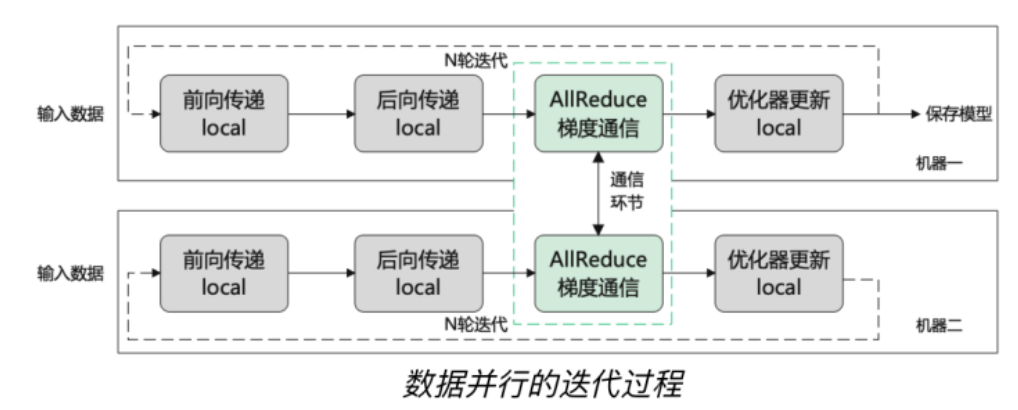 N轮迭代
输入数据
前向传递
local
后向传递
local
AllReduce
梯度通信
优化器更新
local
保存模型
机器一
通信
环节
输入数据
前向传递
local
后向传递
local
AllReduce
梯度通信
优化器更新
local
N轮迭代
机器二
数据并行的迭代过程